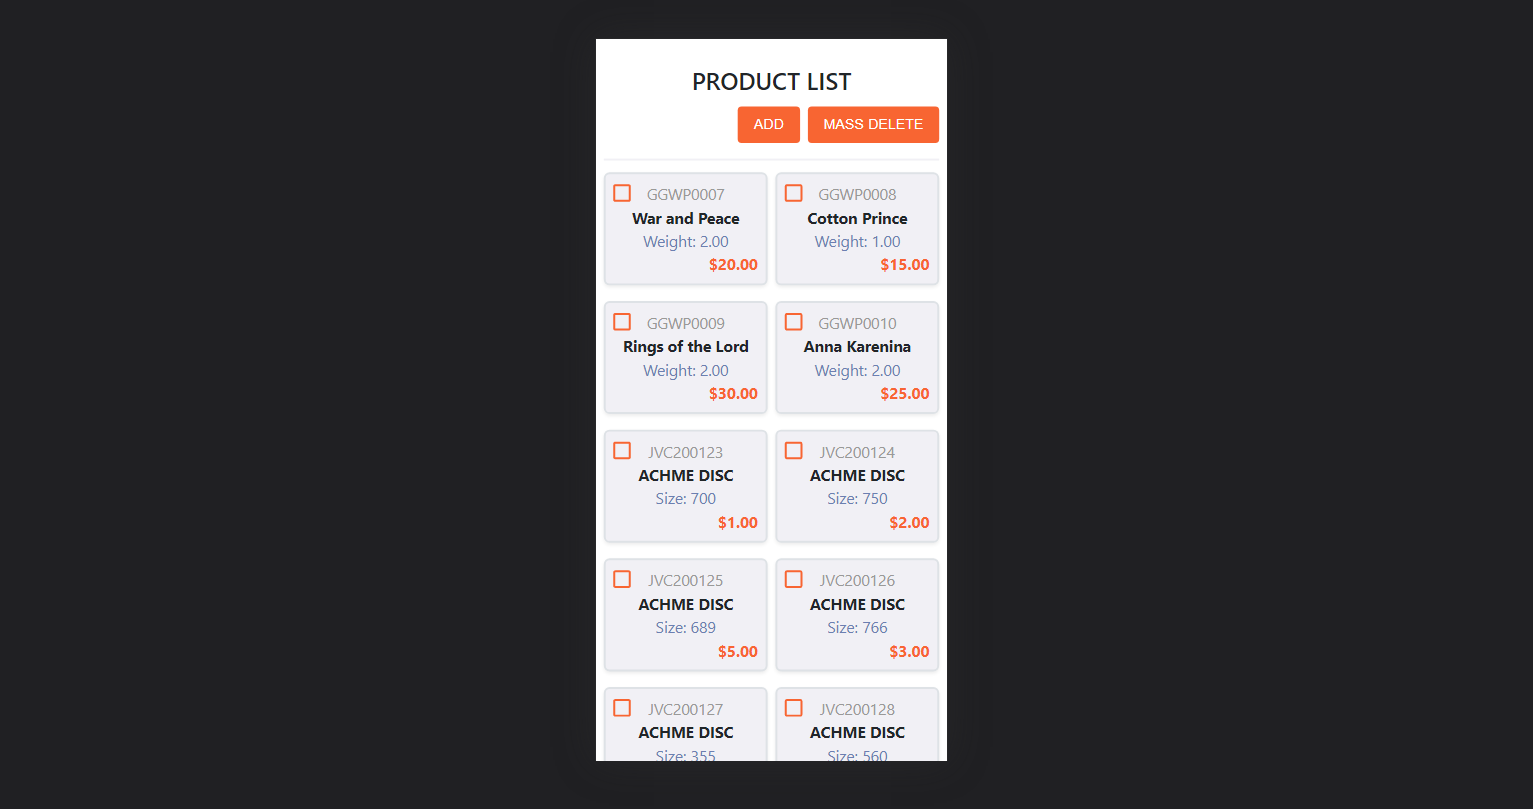 PRODUCT LIST
ADD MASS DELETE
GGWP0007
War and Peace
Weight: 2.00
$20.00
GGWP0008
Cotton Prince
Weight: 1.00
$15.00
GGWP0009
Rings of the Lord
Weight: 2.00
$30.00
GGWP0010
Anna Karenina
Weight: 2.00
$25.00
JVC200123
ACHME DISC
Size: 700
$1.00
JVC200124
ACHME DISC
Size: 750
$2.00
JVC200125
ACHME DISC
Size: 689
$5.00
JVC200126
ACHME DISC
Size: 766
$3.00
JVC200127
ACHME DISC
Size: 355
JVC200128
ACHME DISC
Size: 560